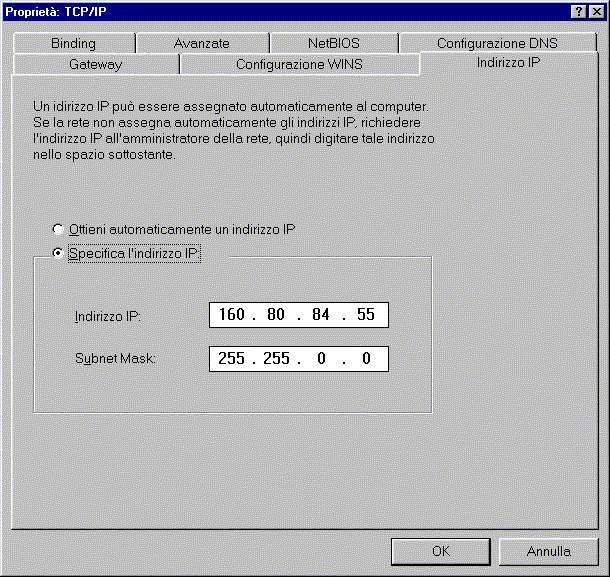 Proprietà: TCP/IP
Binding Avanzate NetBIOS Configurazione DNS
Gateway Configurazione WINS Indirizzo IP
Un idirizzo IP può essere assegnato automaticamente al computer.
Se la rete non assegna automaticamente gli indirizzi IP, richiedere
l'indirizzo IP all'amministratore della rete, quindi digitare tale indirizzo
nello spazio sottostante.
Ottieni automaticamente un indirizzo IP
Specifica l'indirizzo IP:
Indirizzo IP: 160 . 80 . 84 . 55
Subnet Mask: 255 . 255 . 0 . 0
OK Annulla